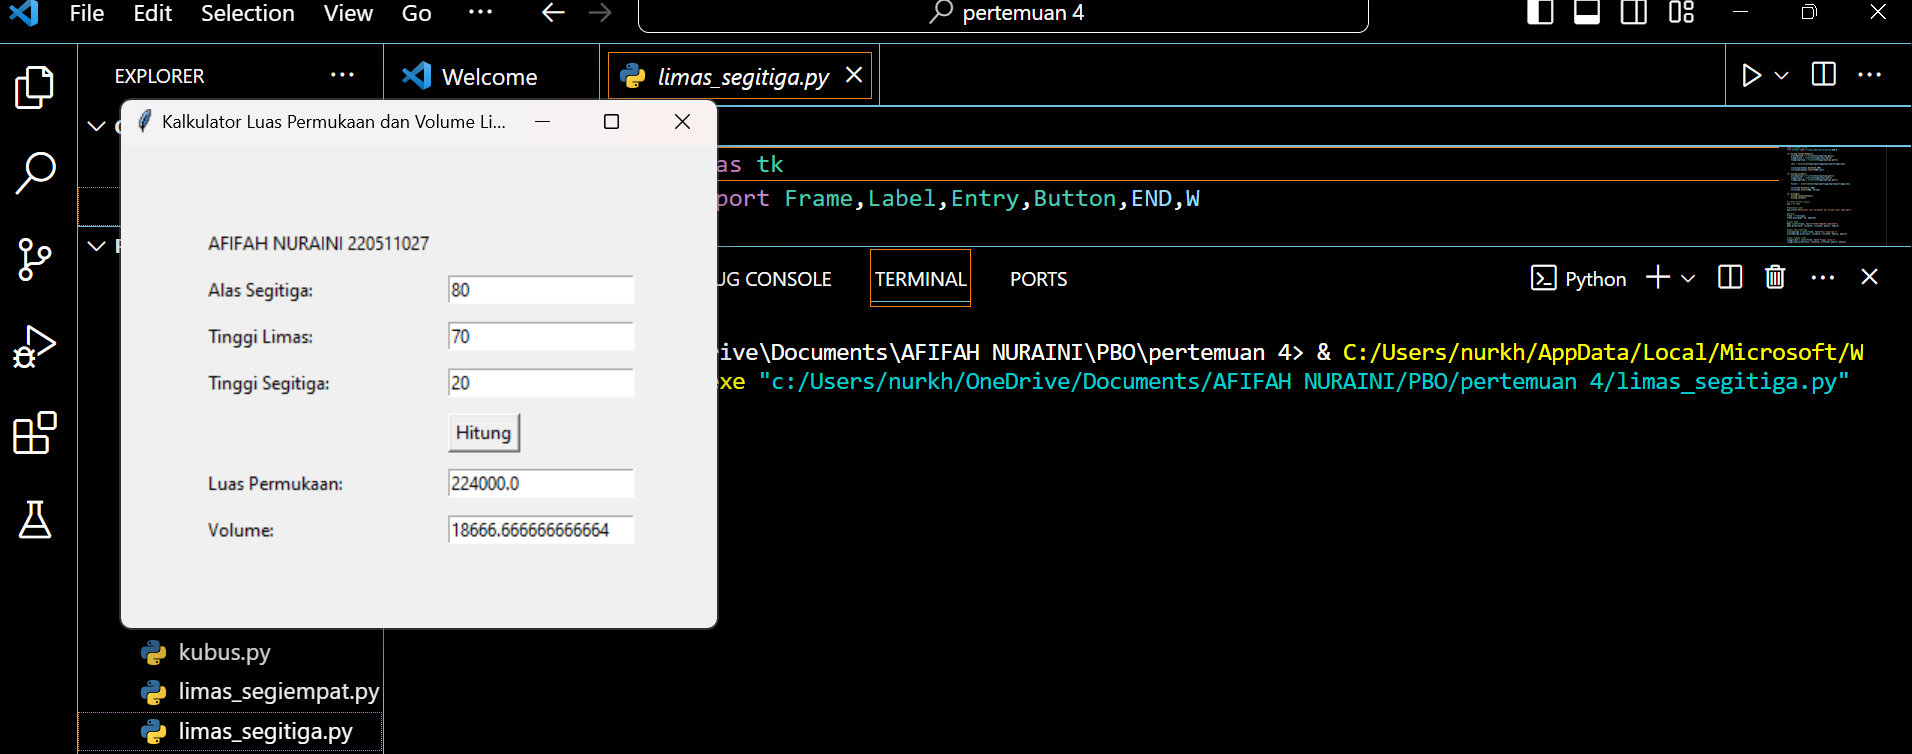 File Edit Selection View Go ... pertemuan 4
EXPLORER ... Welcome limas_segitiga.py
Kalkulator Luas Permukaan dan Volume Li...
as tk
port Frame,Label,Entry,Button,END,W
AFIFAH NURAINI 220511027
Alas Segitiga: 80
Tinggi Limas: 70
Tinggi Segitiga: 20
Hitung
Luas Permukaan: 224000.0
Volume: 18666.666666666664
UG CONSOLE TERMINAL PORTS Python
rive\Documents\AFIFAH NURAINI\PBO\pertemuan 4> & C:/Users/nurkh/AppData/Local/Microsoft/W
exe "c:/Users/nurkh/OneDrive/Documents/AFIFAH NURAINI/PBO/pertemuan 4/limas_segitiga.py"
kubus.py
limas_segiempat.py
limas_segitiga.py